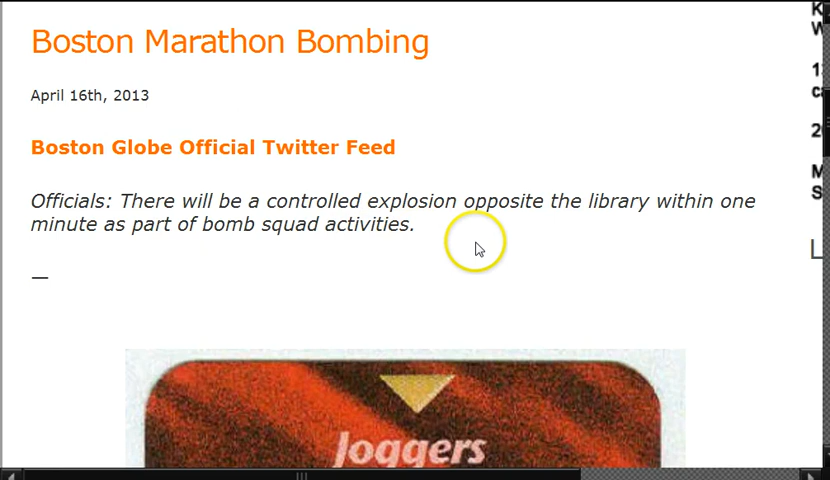 Boston Marathon Bombing
April 16th, 2013
Boston Globe Official Twitter Feed
Officials: There will be a controlled explosion opposite the library within one
minute as part of bomb squad activities.
—
Joggers